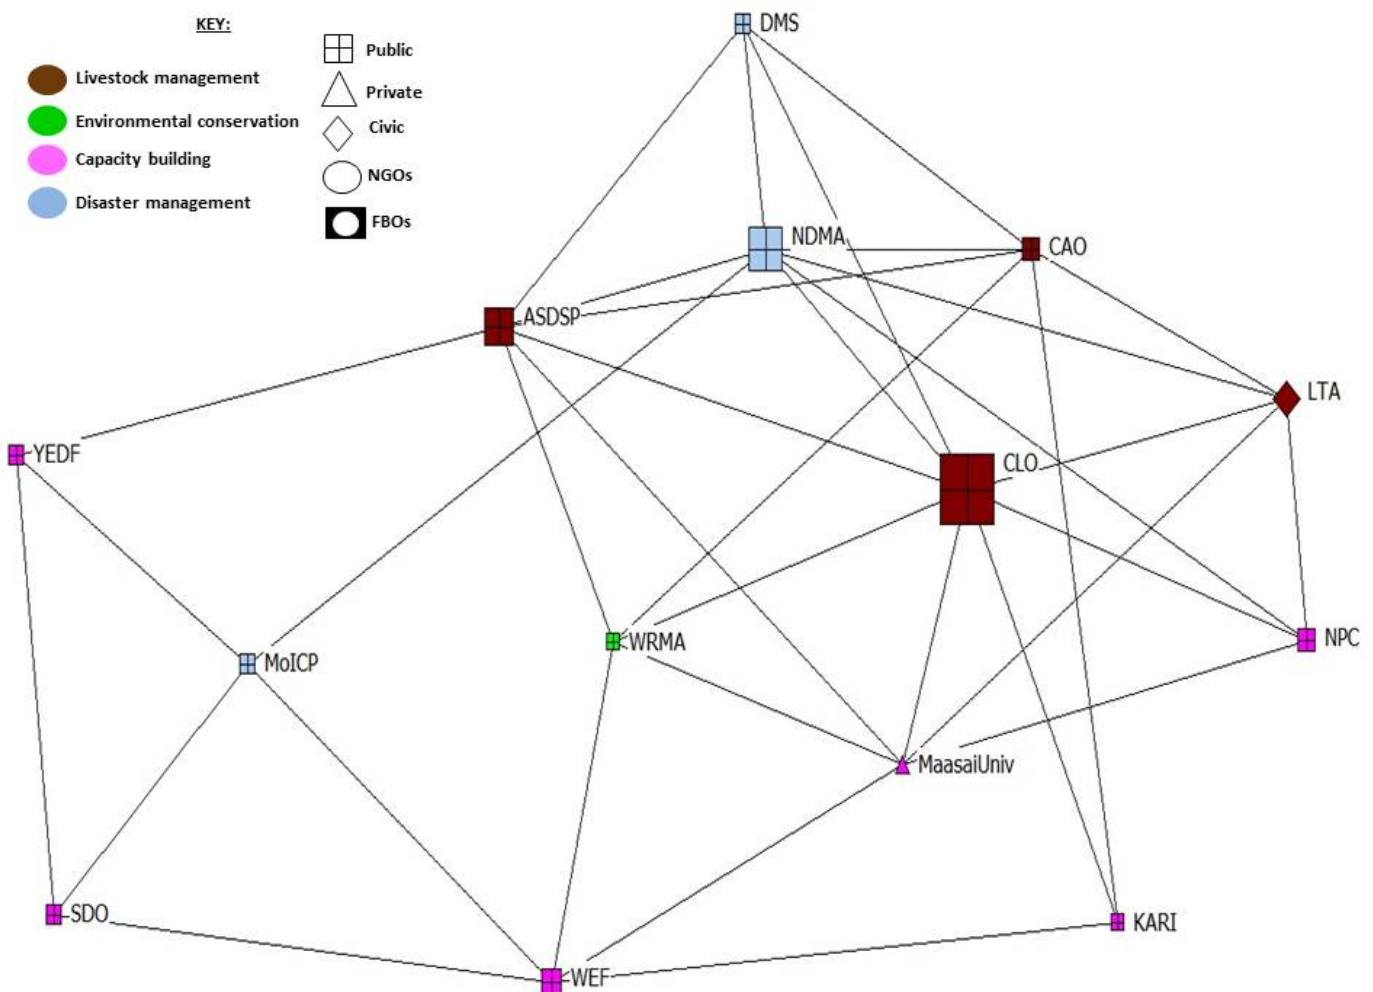 KEY:
Livestock management
Environmental conservation
Capacity building
Disaster management
Public
Private
Civic
NGOs
FBOs
DMS
NDMA
CAO
ASDSP
LTA
YEDF
CLO
WRMA
NPC
MoICP
MaasaiUniv
SDO
KARI
WEF